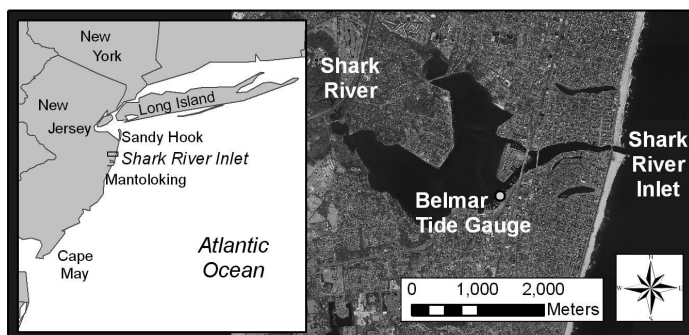 New
York
New
Jersey
Long Island
Sandy Hook
Shark River Inlet
Mantoloking
Cape
May
Atlantic
Ocean
Shark
River
Shark
River
Inlet
Belmar
Tide Gauge
0 1,000 2,000
Meters
N
W E
S